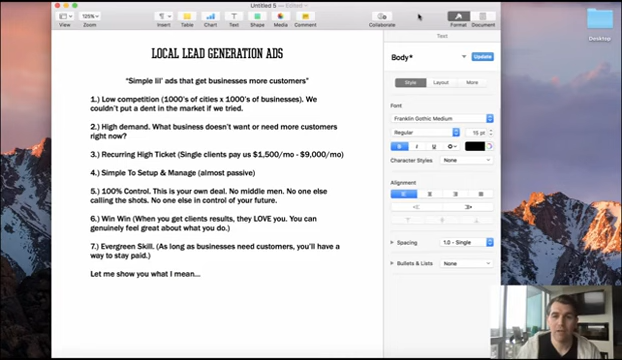 Untitled 5 — Edited
View
125%
Zoom
Insert
Table
Chart
Text
Shape
Media
Comment
Collaborate
Format
Document
Text
Desktop
Body*
Update
Style
Layout
More
LOCAL LEAD GENERATION ADS
"Simple lil' ads that get businesses more customers"
1.) Low competition (1000's of cities x 1000's of businesses). We
couldn't put a dent in the market if we tried.
2.) High demand. What business doesn't want or need more customers
right now?
3.) Recurring High Ticket (Single clients pay us $1,500/mo - $9,000/mo)
4.) Simple To Setup & Manage (almost passive)
5.) 100% Control. This is your own deal. No middle men. No one else
calling the shots. No one else in control of your future.
6.) Win Win (When you get clients results, they LOVE you. You can
genuinely feel great about what you do.)
7.) Evergreen Skill. (As long as businesses need customers, you'll have a
way to stay paid.)
Let me show you what I mean...
Font
Franklin Gothic Medium
Regular
15 pt
B
I
U
Character Styles
None
Alignment
Spacing
1.0 - Single
Bullets & Lists
None